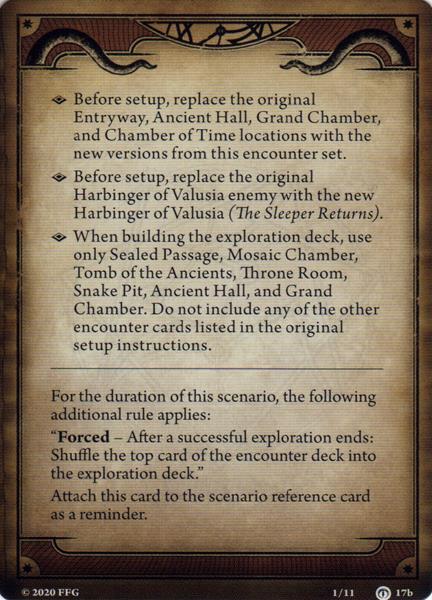 Before setup, replace the original
Entryway, Ancient Hall, Grand Chamber,
and Chamber of Time locations with the
new versions from this encounter set.
Before setup, replace the original
Harbinger of Valusia enemy with the new
Harbinger of Valusia (The Sleeper Returns).
When building the exploration deck, use
only Sealed Passage, Mosaic Chamber,
Tomb of the Ancients, Throne Room,
Snake Pit, Ancient Hall, and Grand
Chamber. Do not include any of the other
encounter cards listed in the original
setup instructions.
For the duration of this scenario, the following
additional rule applies:
“Forced – After a successful exploration ends:
Shuffle the top card of the encounter deck into
the exploration deck.”
Attach this card to the scenario reference card
as a reminder.
© 2020 FFG 1/11 17b